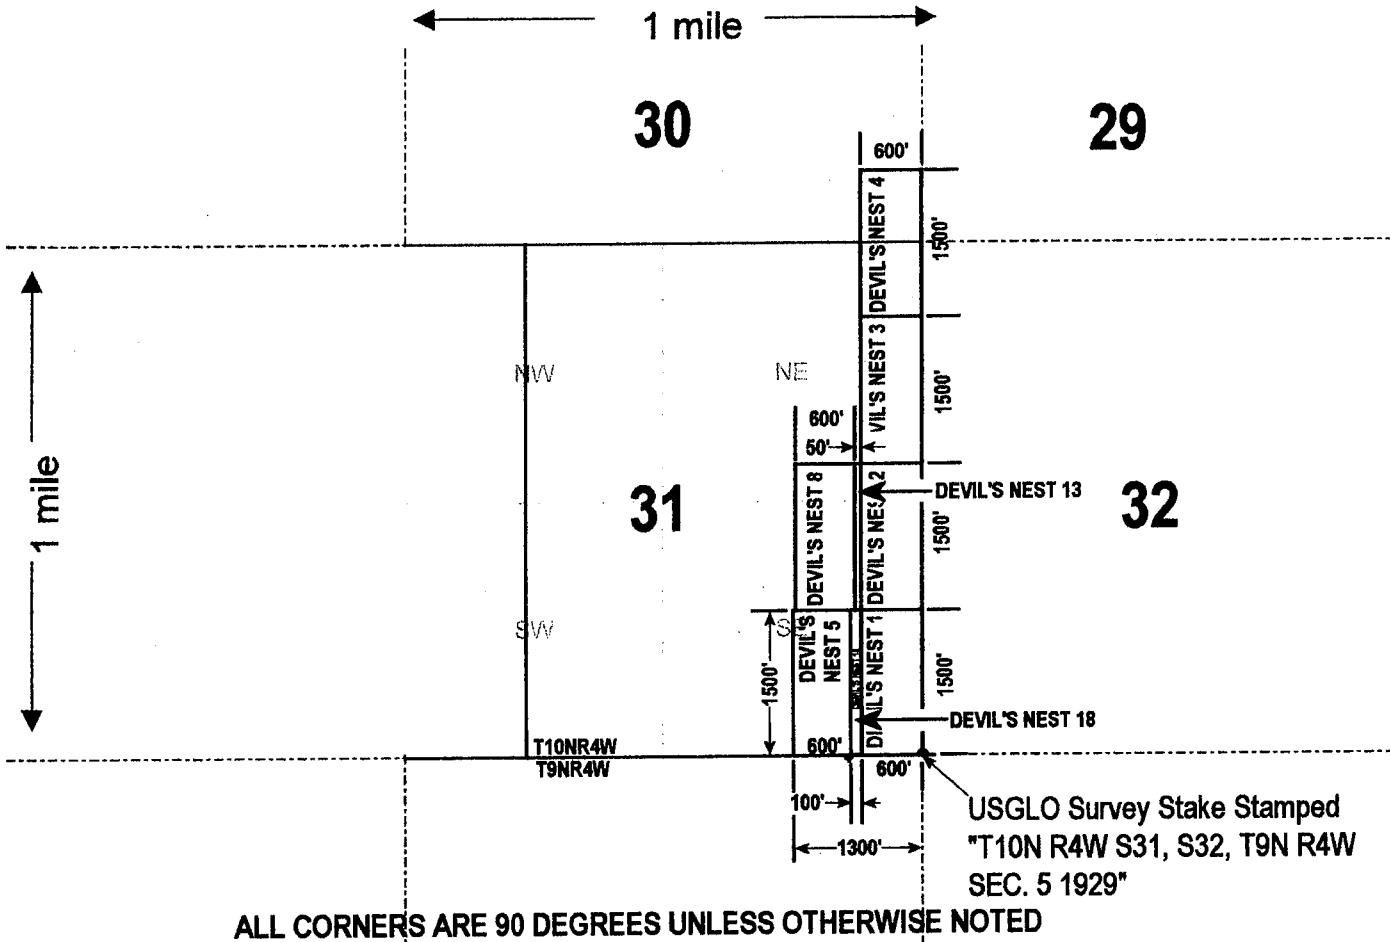 1 mile
30
29
600'
DEVIL'S NEST 4
1500'
1 mile
VIL'S NEST 3
1500'
NW
NE
600'
50'
31
32
DEVIL'S NEST 8
DEVIL'S NEST 2
DEVIL'S NEST 13
1500'
SW
DEVIL'S
NEST 5
1500'
NEST 1
1500'
DEVIL'S NEST 18
T10NR4W
T9NR4W
600'
600'
100'
1300'
USGLO Survey Stake Stamped
"T10N R4W S31, S32, T9N R4W
SEC. 5 1929"
ALL CORNERS ARE 90 DEGREES UNLESS OTHERWISE NOTED